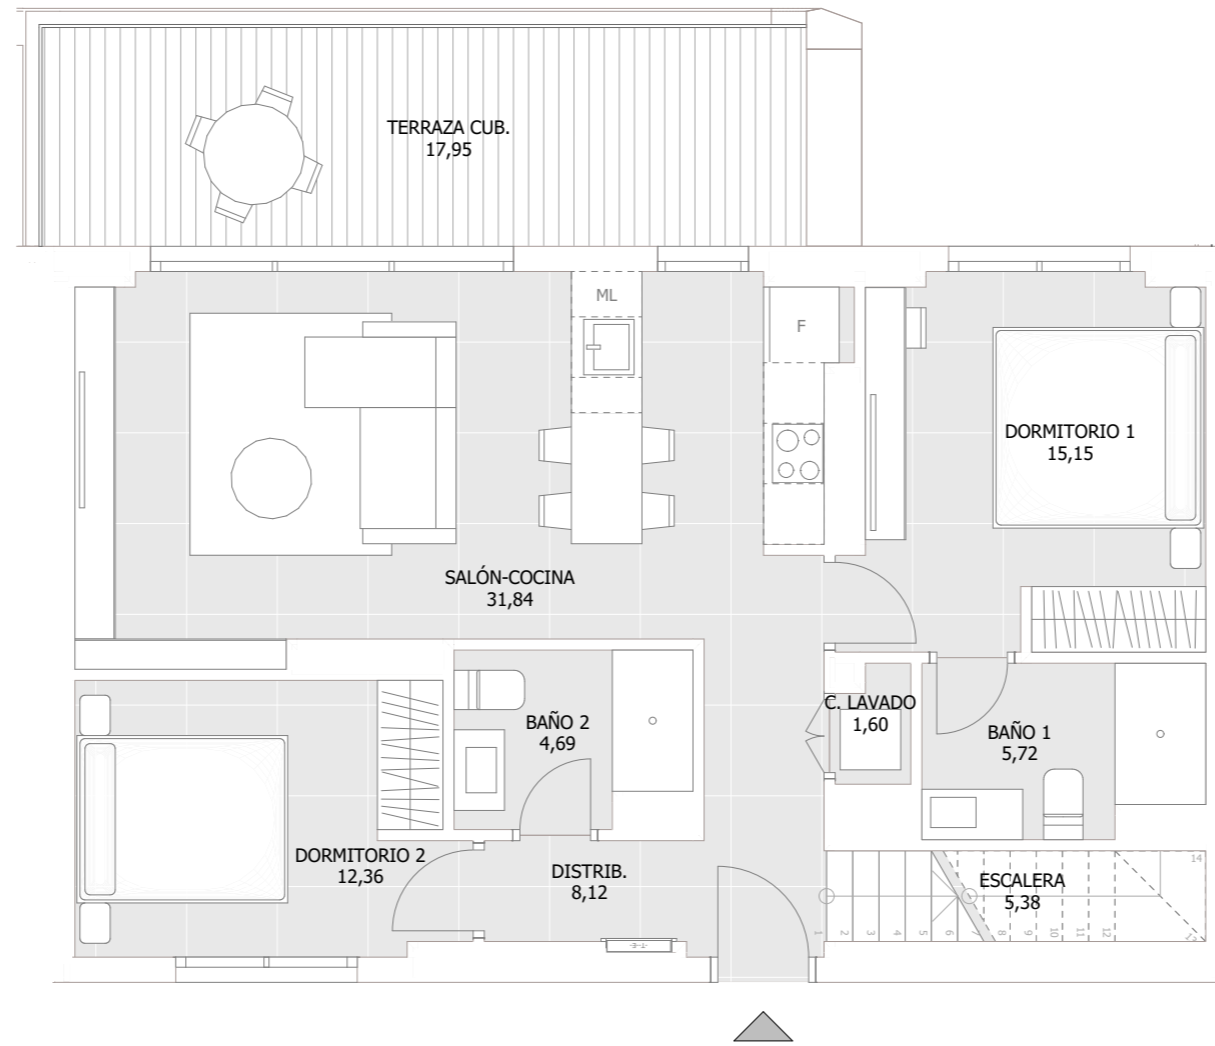 TERRAZA CUB.
17,95
ML
F
DORMITORIO 1
15,15
SALÓN-COCINA
31,84
C. LAVADO
1,60
BAÑO 2
4,69
BAÑO 1
5,72
DORMITORIO 2
12,36
DISTRIB.
8,12
ESCALERA
5,38
14
1 2 3 4 5 6 7 8 9 10 11 12 13
-T-E-